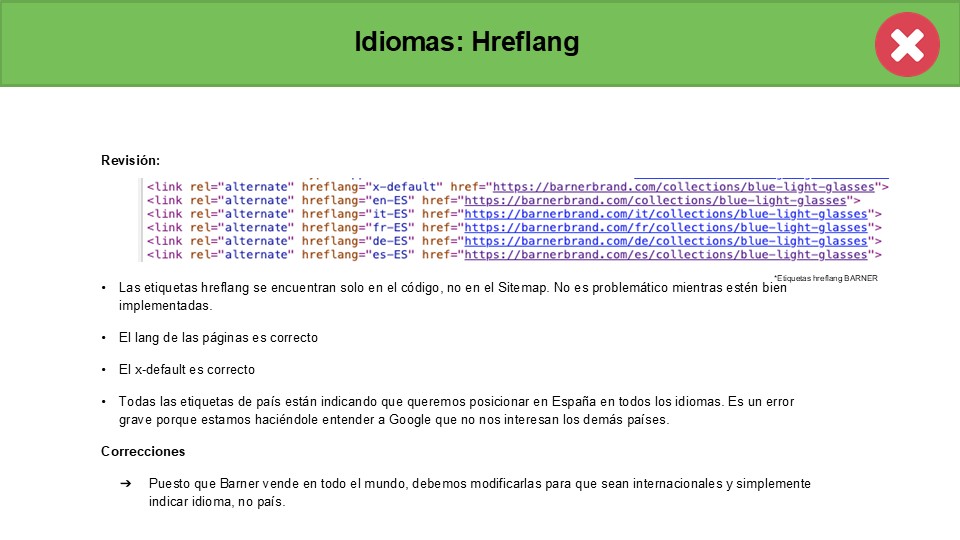 Idiomas: Hreflang
Revisión:
<link rel="alternate" hreflang="x-default" href="https://barnerbrand.com/collections/blue-light-glasses">
<link rel="alternate" hreflang="en-ES" href="https://barnerbrand.com/collections/blue-light-glasses">
<link rel="alternate" hreflang="it-ES" href="https://barnerbrand.com/it/collections/blue-light-glasses">
<link rel="alternate" hreflang="fr-ES" href="https://barnerbrand.com/fr/collections/blue-light-glasses">
<link rel="alternate" hreflang="de-ES" href="https://barnerbrand.com/de/collections/blue-light-glasses">
<link rel="alternate" hreflang="es-ES" href="https://barnerbrand.com/es/collections/blue-light-glasses">
*Etiquetas hreflang BARNER
• Las etiquetas hreflang se encuentran solo en el código, no en el Sitemap. No es problemático mientras estén bien
implementadas.
• El lang de las páginas es correcto
• El x-default es correcto
• Todas las etiquetas de país están indicando que queremos posicionar en España en todos los idiomas. Es un error
grave porque estamos haciéndole entender a Google que no nos interesan los demás países.
Correcciones
➔ Puesto que Barner vende en todo el mundo, debemos modificarlas para que sean internacionales y simplemente
indicar idioma, no país.